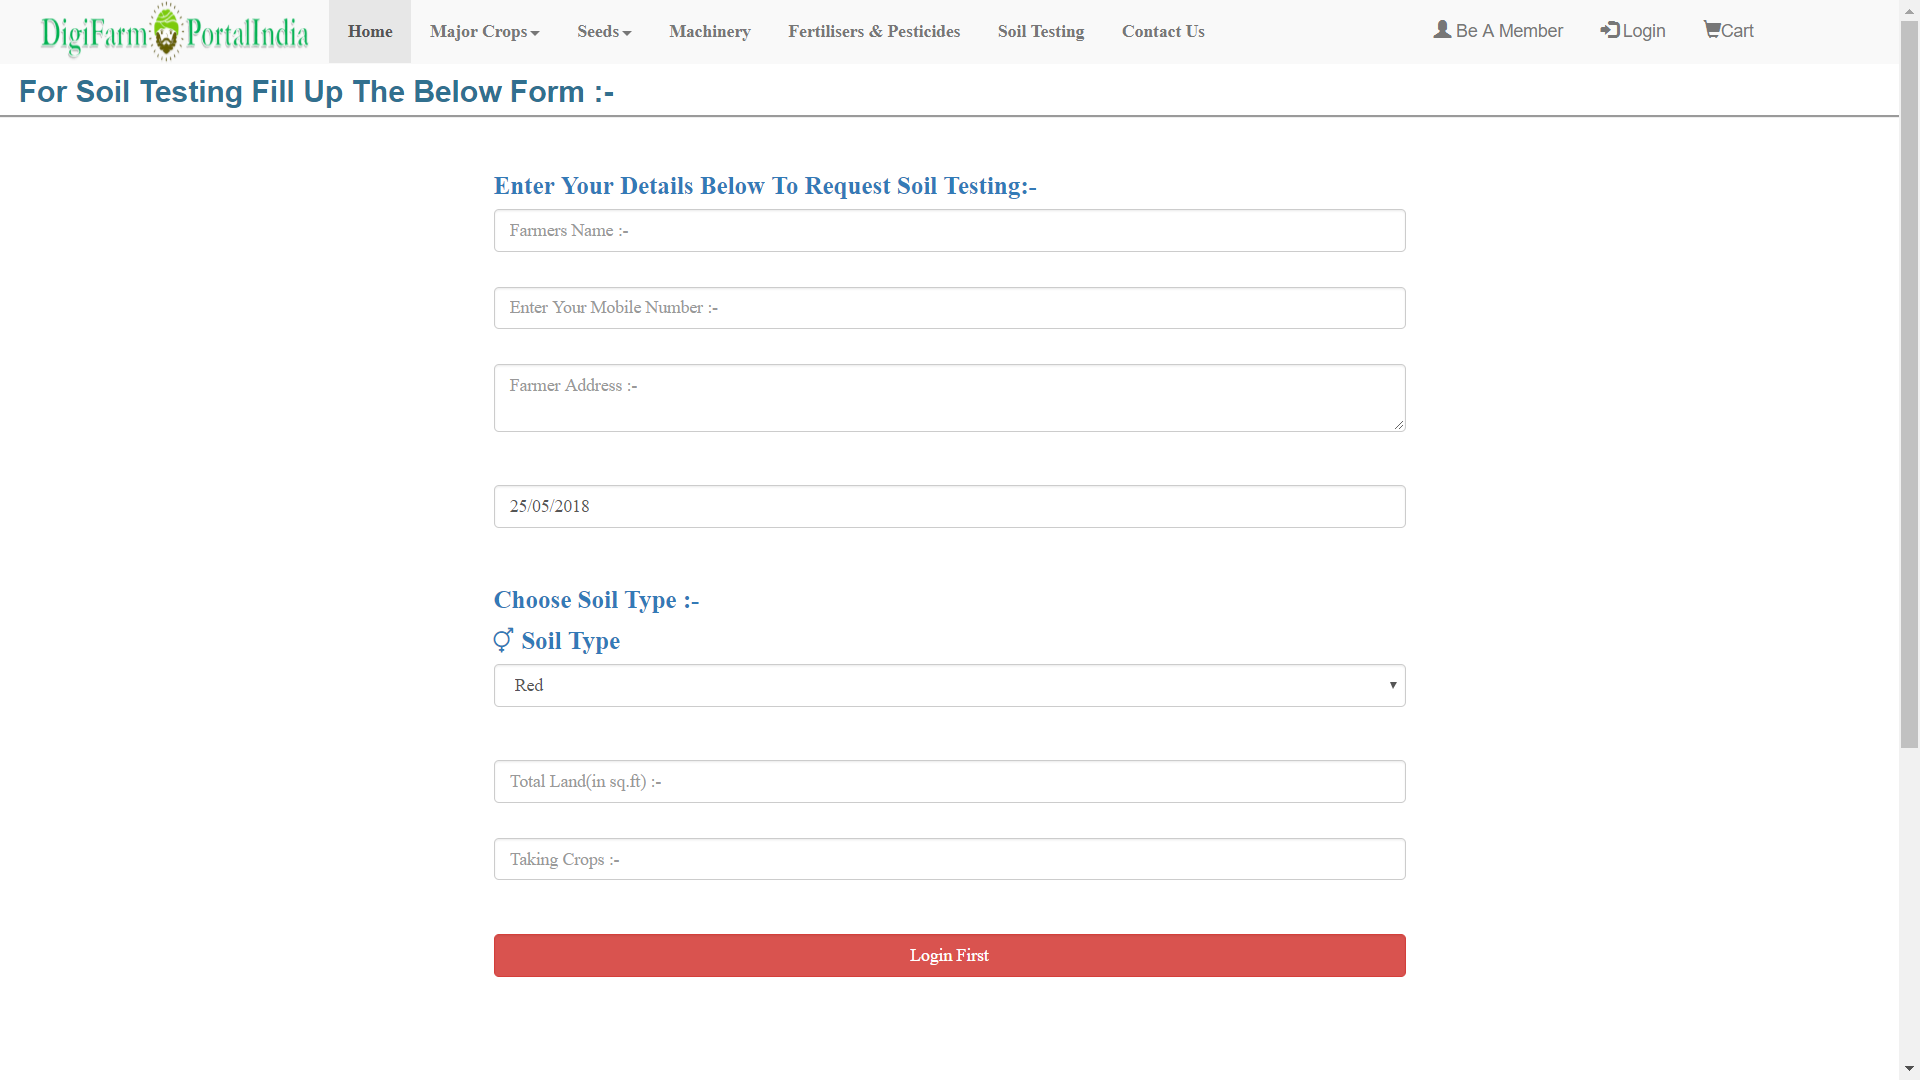 DigiFarm PortalIndia
Home Major Crops Seeds Machinery Fertilisers & Pesticides Soil Testing Contact Us Be A Member Login Cart
For Soil Testing Fill Up The Below Form :-
Enter Your Details Below To Request Soil Testing:-
Farmers Name :-
Enter Your Mobile Number :-
Farmer Address :-
25/05/2018
Choose Soil Type :-
Soil Type
Red
Total Land(in sq.ft) :-
Taking Crops :-
Login First